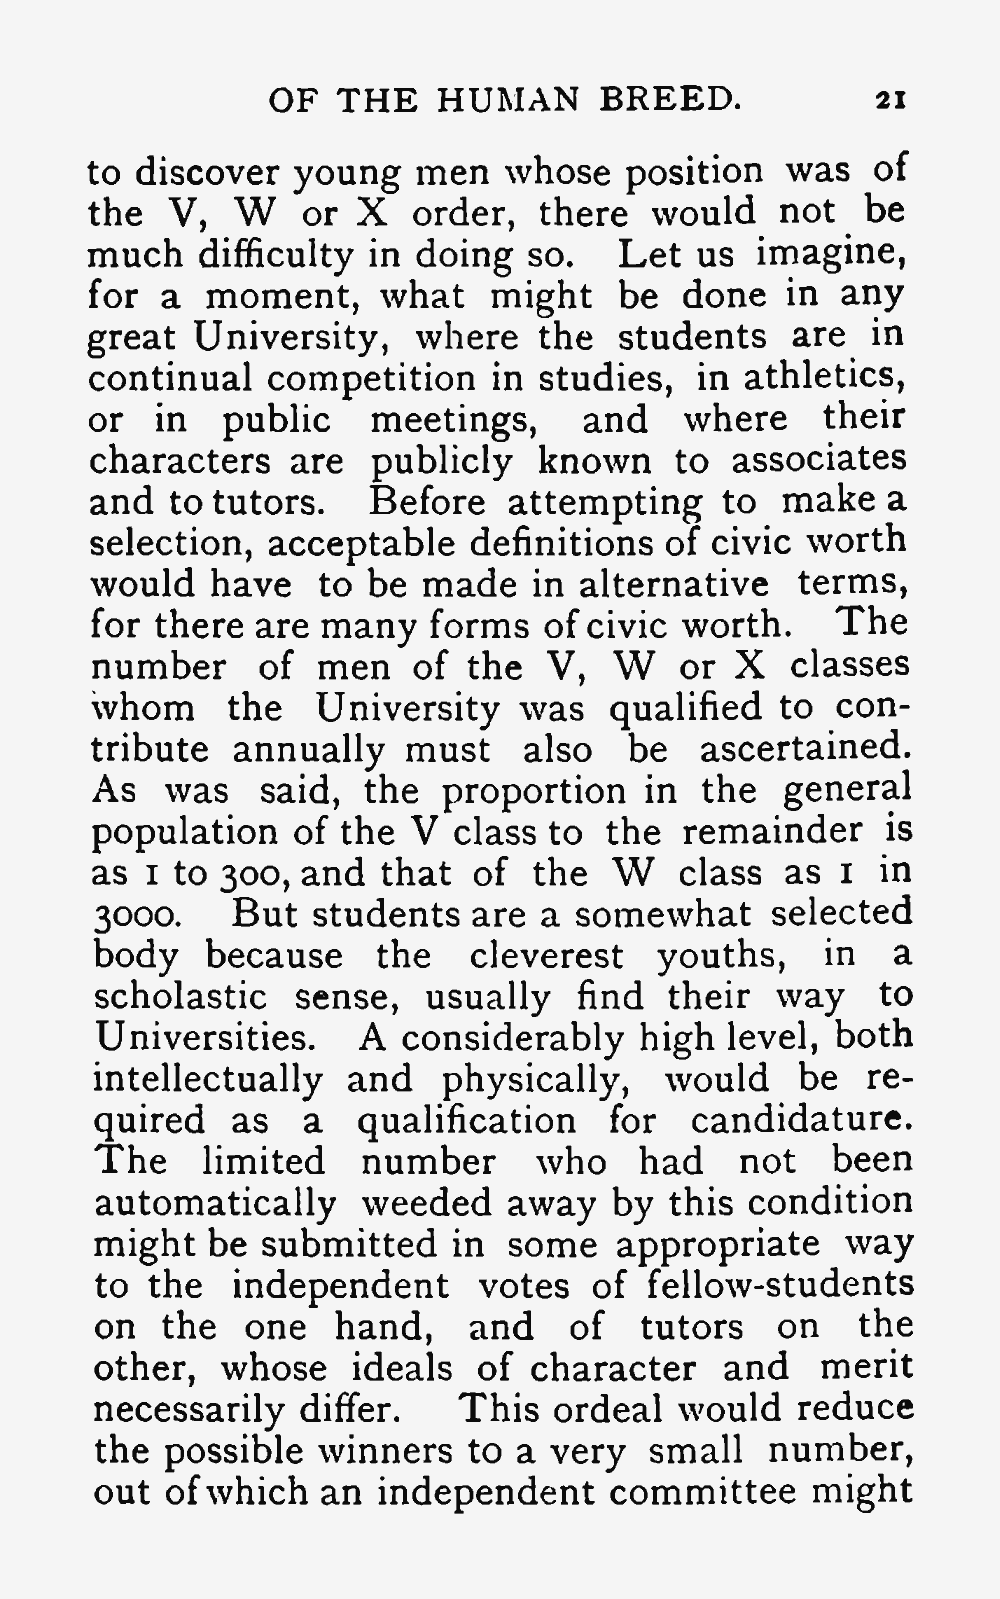 OF THE HUMAN BREED. 21
to discover young men whose position was of
the V, W or X order, there would not be
much difficulty in doing so. Let us imagine,
for a moment, what might be done in any
great University, where the students are in
continual competition in studies, in athletics,
or in public meetings, and where their
characters are publicly known to associates
and to tutors. Before attempting to make a
selection, acceptable definitions of civic worth
would have to be made in alternative terms,
for there are many forms of civic worth. The
number of men of the V, W or X classes
whom the University was qualified to con-
tribute annually must also be ascertained.
As was said, the proportion in the general
population of the V class to the remainder is
as 1 to 300, and that of the W class as 1 in
3000. But students are a somewhat selected
body because the cleverest youths, in a
scholastic sense, usually find their way to
Universities. A considerably high level, both
intellectually and physically, would be re-
quired as a qualification for candidature.
The limited number who had not been
automatically weeded away by this condition
might be submitted in some appropriate way
to the independent votes of fellow-students
on the one hand, and of tutors on the
other, whose ideals of character and merit
necessarily differ. This ordeal would reduce
the possible winners to a very small number,
out of which an independent committee might